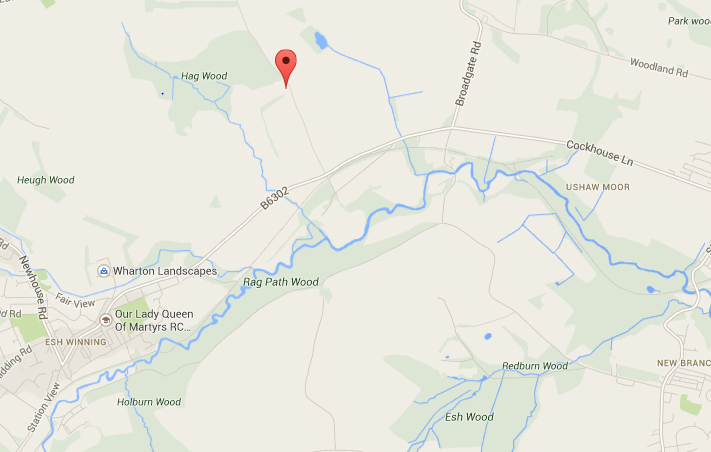 Park wood
Woodland Rd
Broadgate Rd
Hag Wood
Cockhouse Ln
Heugh Wood
USHAW MOOR
B6302
Newhouse Rd
Rd
Wharton Landscapes
Rag Path Wood
Fair View
Our Lady Queen
Of Martyrs RC...
Rd
ESH WINNING
Redburn Wood
NEW BRANC
Station View
Holburn Wood
Esh Wood